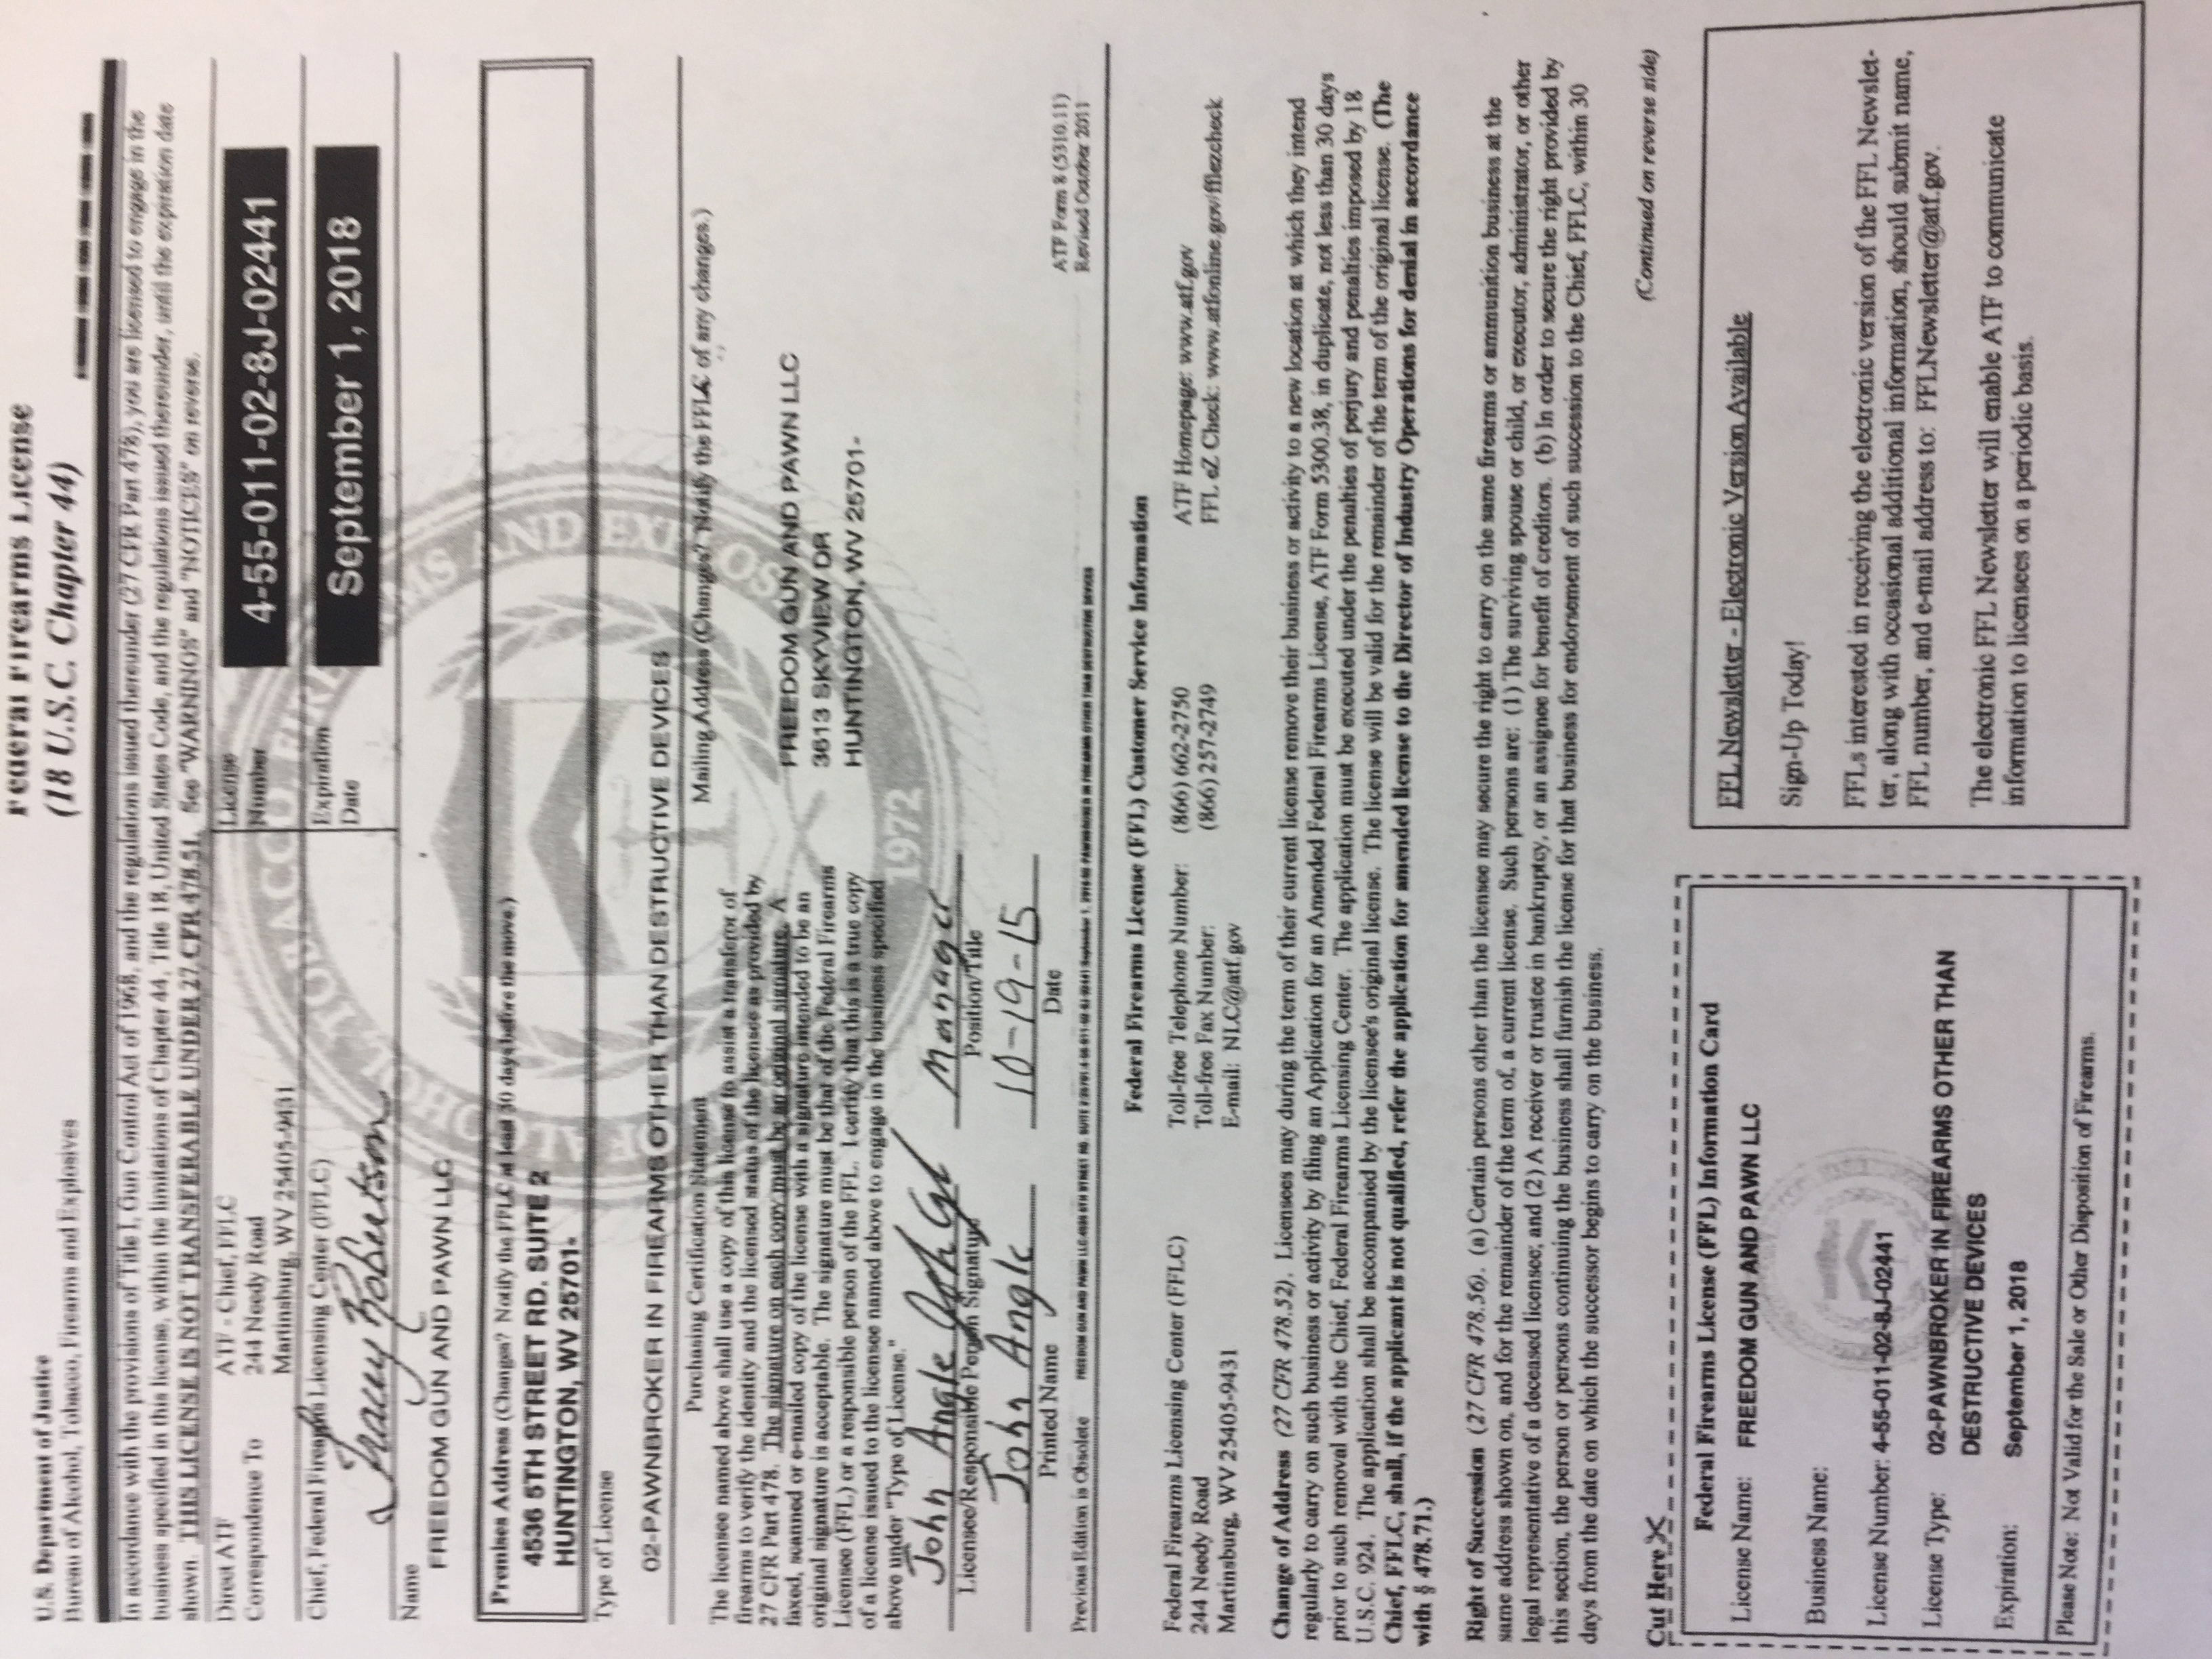 Federal Firearms License
(18 U.S.C. Chapter 44)
U.S. Department of Justice
Bureau of Alcohol, Tobacco, Firearms and Explosives
In accordance with the provisions of Title I, Gun Control Act of 1968, and the regulations issued thereunder (27 CFR Part 478), you are licensed to engage in the
business specified in this license, within the limitations of Chapter 44, Title 18, United States Code, and the regulations issued thereunder, until the expiration date
shown. THIS LICENSE IS NOT TRANSFERABLE UNDER 27 CFR 478.51. See "WARNINGS" and "NOTICES" on reverse.
Direct ATF
Correspondence To
ATF - Chief, FFLC
244 Needy Road
Martinsburg, WV 25405-9431
License
Number
4-55-011-02-8J-02441
Chief, Federal Firearms Licensing Center (FFLC)
Tracey Robertson
Expiration
Date
September 1, 2018
Name
FREEDOM GUN AND PAWN LLC
Premises Address (Changes? Notify the FFLC at least 30 days before the move.)
4536 5TH STREET RD. SUITE 2
HUNTINGTON, WV 25701-
Type of License
02-PAWNBROKER IN FIREARMS OTHER THAN DESTRUCTIVE DEVICES
Purchasing Certification Statement
The licensee named above shall use a copy of this license to assist a transferor of
firearms to verify the identity and the licensed status of the licensee as provided by
27 CFR Part 478. The signature on each copy must be an original signature. A
faxed, scanned or e-mailed copy of the license with a signature intended to be an
original signature is acceptable. The signature must be that of the Federal Firearms
Licensee (FFL) or a responsible person of the FFL. I certify that this is a true copy
of a license issued to the licensee named above to engage in the business specified
above under "Type of License."
Mailing Address (Changes? Notify the FFLC of any changes.)
FREEDOM GUN AND PAWN LLC
3613 SKYVIEW DR
HUNTINGTON, WV 25701-
1972
John Angle
Manager
Licensee/Responsible Person Signature
Position/Title
John Angle
10-19-15
Printed Name
Date
ATF Form 8 (5310.11)
Revised October 2011
Previous Edition is Obsolete
FREEDOM GUN AND PAWN LLC:4536 5TH STREET RD. SUITE 2:25701:4-55-011-02-8J-02441:September 1, 2018:02-PAWNBROKER IN FIREARMS OTHER THAN DESTRUCTIVE DEVICES
Federal Firearms License (FFL) Customer Service Information
Federal Firearms Licensing Center (FFLC)
244 Needy Road
Martinsburg, WV 25405-9431
Toll-free Telephone Number: (866) 662-2750
Toll-free Fax Number: (866) 257-2749
E-mail: NLC@atf.gov
ATF Homepage: www.atf.gov
FFL eZ Check: www.atfonline.gov/fflezcheck
Change of Address (27 CFR 478.52). Licensees may during the term of their current license remove their business or activity to a new location at which they intend
regularly to carry on such business or activity by filing an Application for an Amended Federal Firearms License, ATF Form 5300.38, in duplicate, not less than 30 days
prior to such removal with the Chief, Federal Firearms Licensing Center. The application must be executed under the penalties of perjury and penalties imposed by 18
U.S.C. 924. The application shall be accompanied by the licensee's original license. The license will be valid for the remainder of the term of the original license. (The
Chief, FFLC, shall, if the applicant is not qualified, refer the application for amended license to the Director of Industry Operations for denial in accordance
with § 478.71.)
Right of Succession (27 CFR 478.56). (a) Certain persons other than the licensee may secure the right to carry on the same firearms or ammunition business at the
same address shown on, and for the remainder of the term of, a current license. Such persons are: (1) The surviving spouse or child, or executor, administrator, or other
legal representative of a deceased licensee; and (2) A receiver or trustee in bankruptcy, or an assignee for benefit of creditors. (b) In order to secure the right provided by
this section, the person or persons continuing the business shall furnish the license for that business for endorsement of such succession to the Chief, FFLC, within 30
days from the date on which the successor begins to carry on the business.
(Continued on reverse side)
Cut Here
Federal Firearms License (FFL) Information Card
License Name: FREEDOM GUN AND PAWN LLC
Business Name:
License Number: 4-55-011-02-8J-02441
License Type: 02-PAWNBROKER IN FIREARMS OTHER THAN
DESTRUCTIVE DEVICES
Expiration: September 1, 2018
Please Note: Not Valid for the Sale or Other Disposition of Firearms.
FFL Newsletter - Electronic Version Available
Sign-Up Today!
FFLs interested in receiving the electronic version of the FFL Newslet-
ter, along with occasional additional information, should submit name,
FFL number, and e-mail address to: FFLNewsletter@atf.gov.
The electronic FFL Newsletter will enable ATF to communicate
information to licensees on a periodic basis.